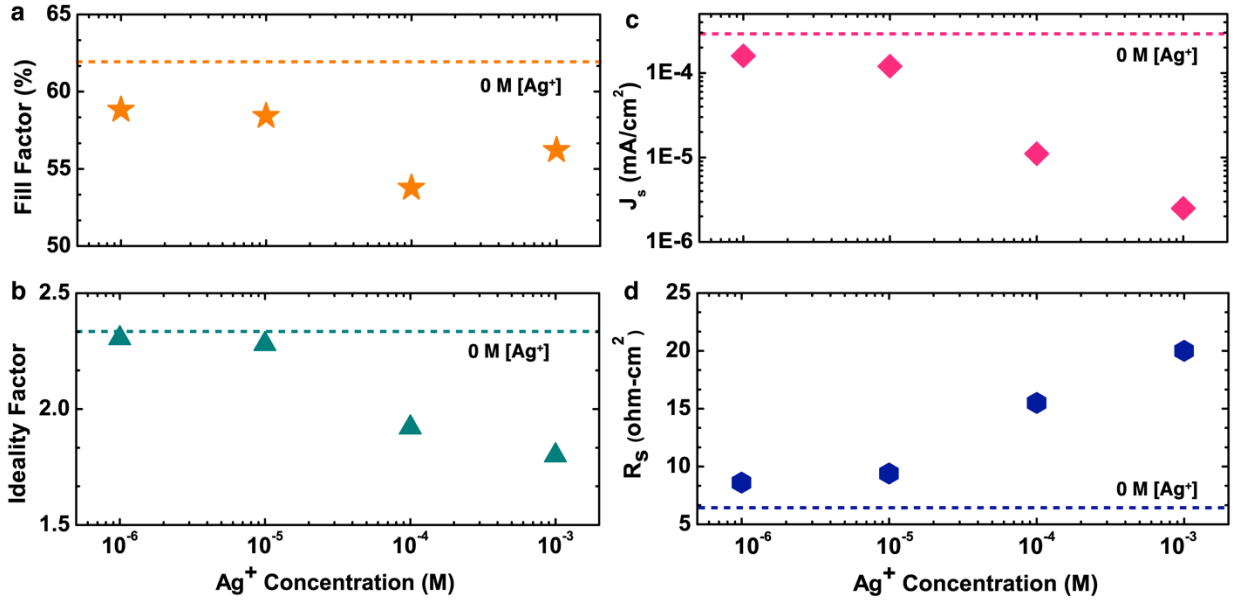 a
65
60
55
50
Fill Factor (%)
0 M [Ag⁺]
b
2.5
2.0
1.5
Ideality Factor
0 M [Ag⁺]
10⁻⁶ 10⁻⁵ 10⁻⁴ 10⁻³
Ag⁺ Concentration (M)
c
1E-4
1E-5
1E-6
Jₛ (mA/cm²)
0 M [Ag⁺]
d
25
20
15
10
5
R_S (ohm-cm²)
0 M [Ag⁺]
10⁻⁶ 10⁻⁵ 10⁻⁴ 10⁻³
Ag⁺ Concentration (M)